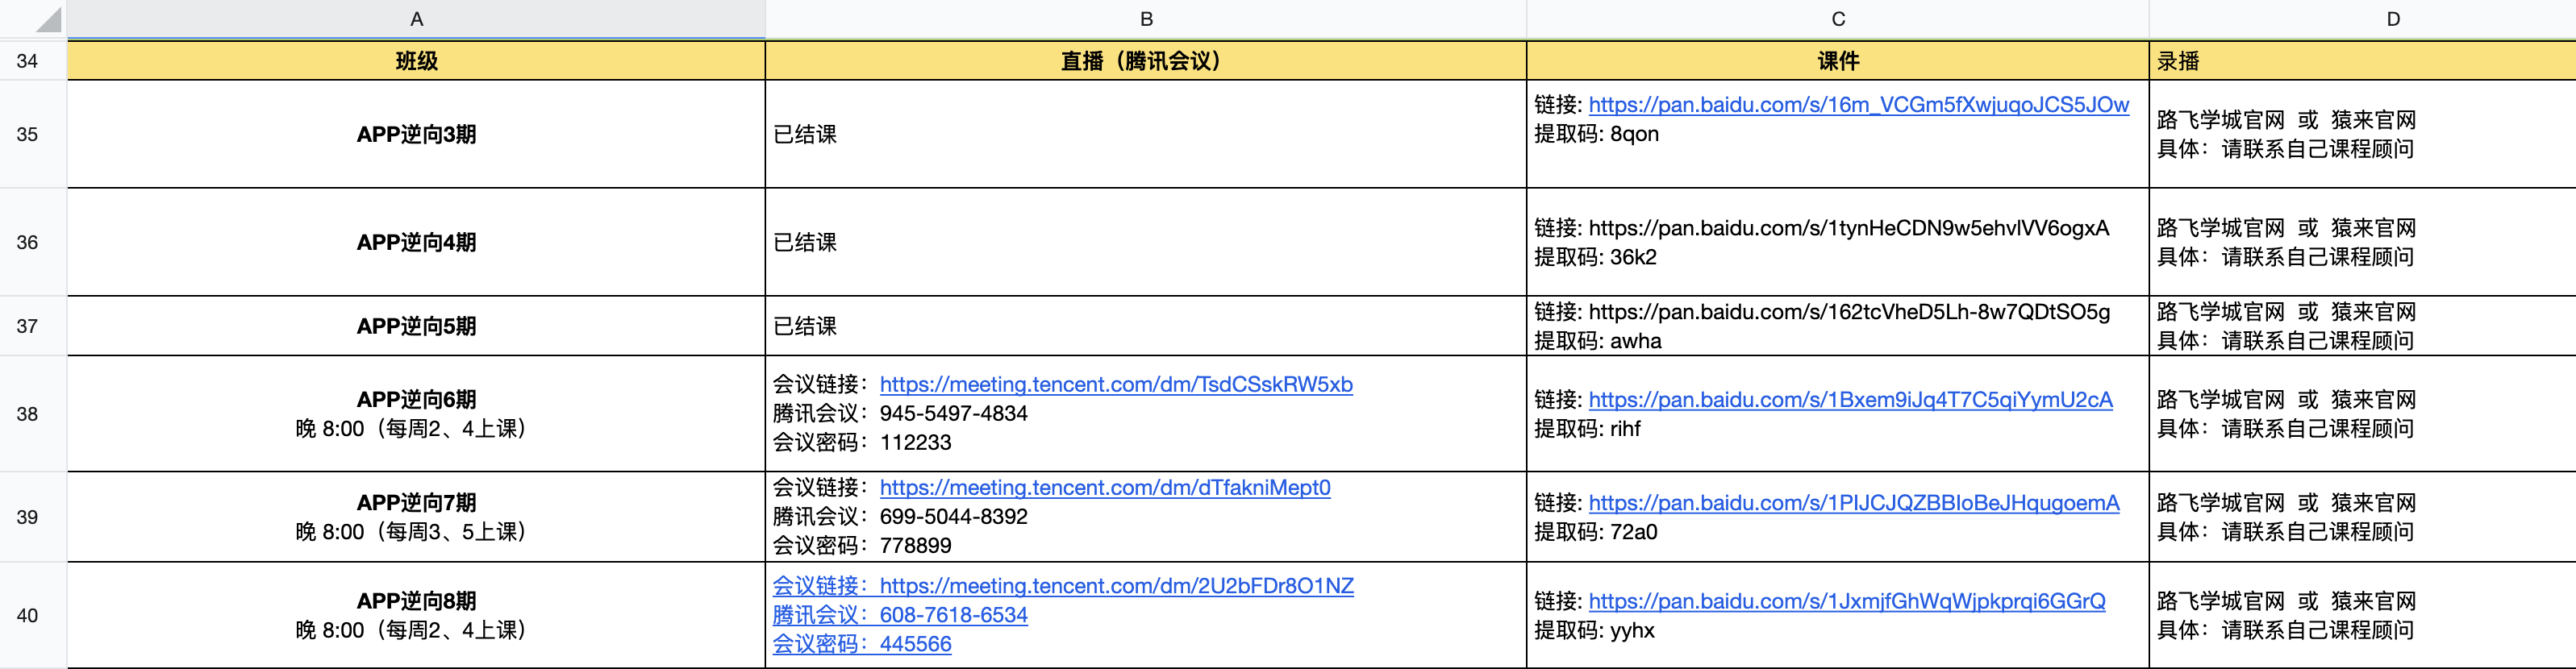 A B C D
34 班级 直播（腾讯会议） 课件 录播
35 APP逆向3期 已结课
链接: https://pan.baidu.com/s/16m_VCGm5fXwjuqoJCS5JOw
提取码: 8qon
路飞学城官网 或 猿来官网
具体：请联系自己课程顾问
36 APP逆向4期 已结课
链接: https://pan.baidu.com/s/1tynHeCDN9w5ehvlVV6ogxA
提取码: 36k2
路飞学城官网 或 猿来官网
具体：请联系自己课程顾问
37 APP逆向5期 已结课
链接: https://pan.baidu.com/s/162tcVheD5Lh-8w7QDtSO5g
提取码: awha
路飞学城官网 或 猿来官网
具体：请联系自己课程顾问
38 APP逆向6期
晚 8:00（每周2、4上课）
会议链接：https://meeting.tencent.com/dm/TsdCSskRW5xb
腾讯会议：945-5497-4834
会议密码：112233
链接: https://pan.baidu.com/s/1Bxem9iJq4T7C5qiYymU2cA
提取码: rihf
路飞学城官网 或 猿来官网
具体：请联系自己课程顾问
39 APP逆向7期
晚 8:00（每周3、5上课）
会议链接：https://meeting.tencent.com/dm/dTfakniMept0
腾讯会议：699-5044-8392
会议密码：778899
链接: https://pan.baidu.com/s/1PIJCJQZBBIoBeJHqugoemA
提取码: 72a0
路飞学城官网 或 猿来官网
具体：请联系自己课程顾问
40 APP逆向8期
晚 8:00（每周2、4上课）
会议链接：https://meeting.tencent.com/dm/2U2bFDr8O1NZ
腾讯会议：608-7618-6534
会议密码：445566
链接: https://pan.baidu.com/s/1JxmjfGhWqWjpkprqi6GGrQ
提取码: yyhx
路飞学城官网 或 猿来官网
具体：请联系自己课程顾问